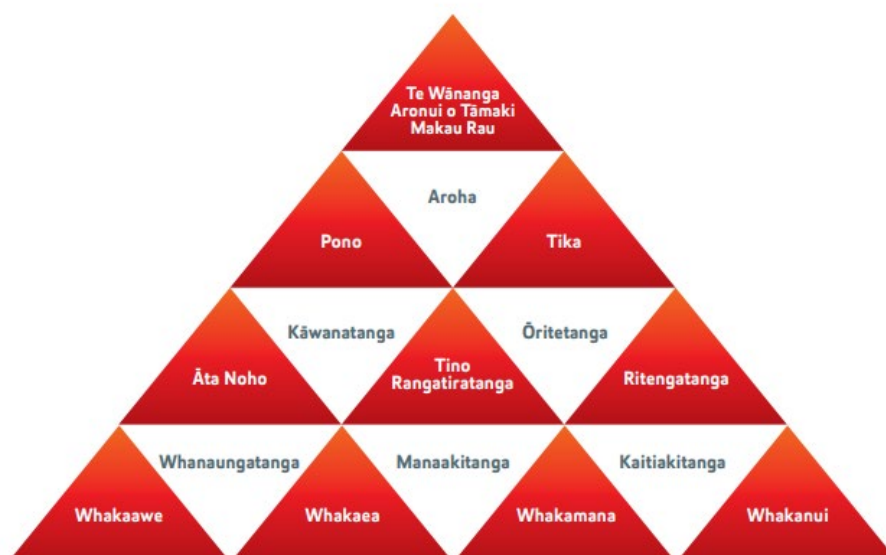 Te Wānanga
Aronui o Tāmaki
Makau Rau
Aroha
Pono
Tika
Kāwanatanga
Ōritetanga
Āta Noho
Tino
Rangatiratanga
Ritengatanga
Whanaungatanga
Manaakitanga
Kaitiakitanga
Whakaawe
Whakaea
Whakamana
Whakanui